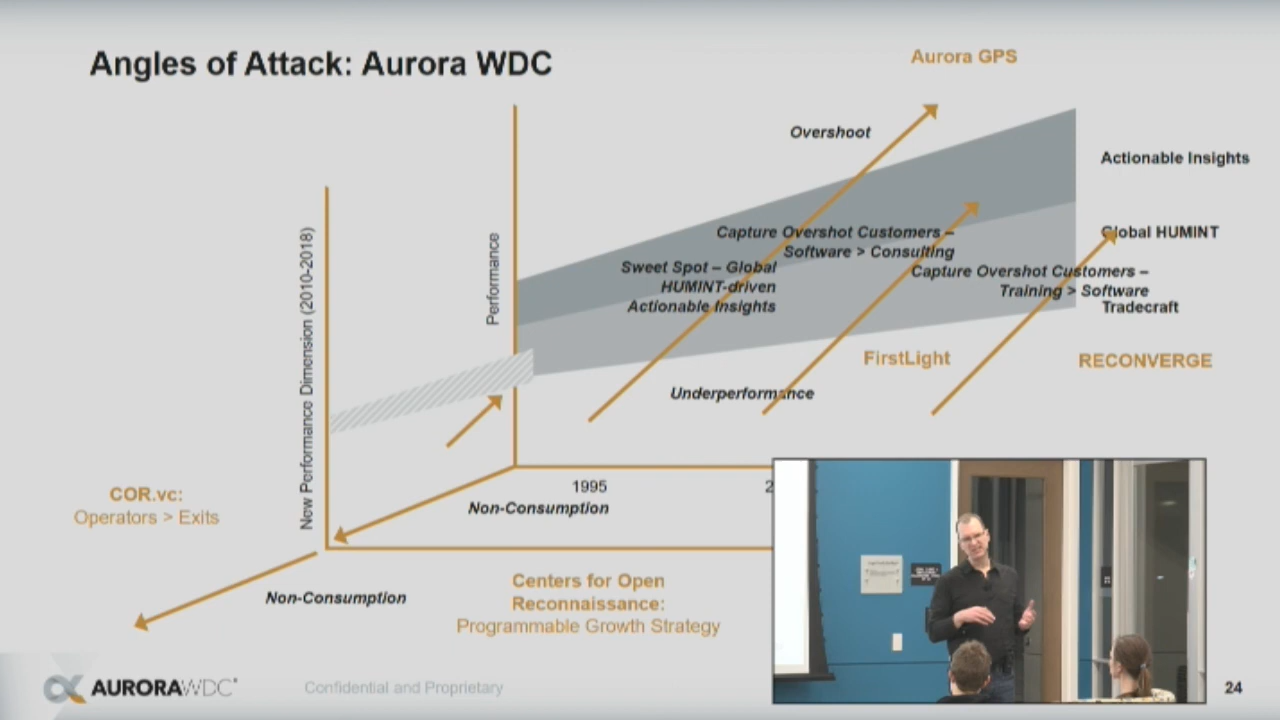 Angles of Attack: Aurora WDC
Aurora GPS
Overshoot
Actionable Insights
Capture Overshot Customers –
Software > Consulting
Global HUMINT
Sweet Spot – Global
HUMINT-driven
Actionable Insights
Capture Overshot Customers –
Training > Software
Tradecraft
Performance
New Performance Dimension (2010-2018)
FirstLight
RECONVERGE
Underperformance
1995
2
Non-Consumption
COR.vc:
Operators > Exits
Non-Consumption
Centers for Open
Reconnaissance:
Programmable Growth Strategy
AURORAWDC
Confidential and Proprietary
24